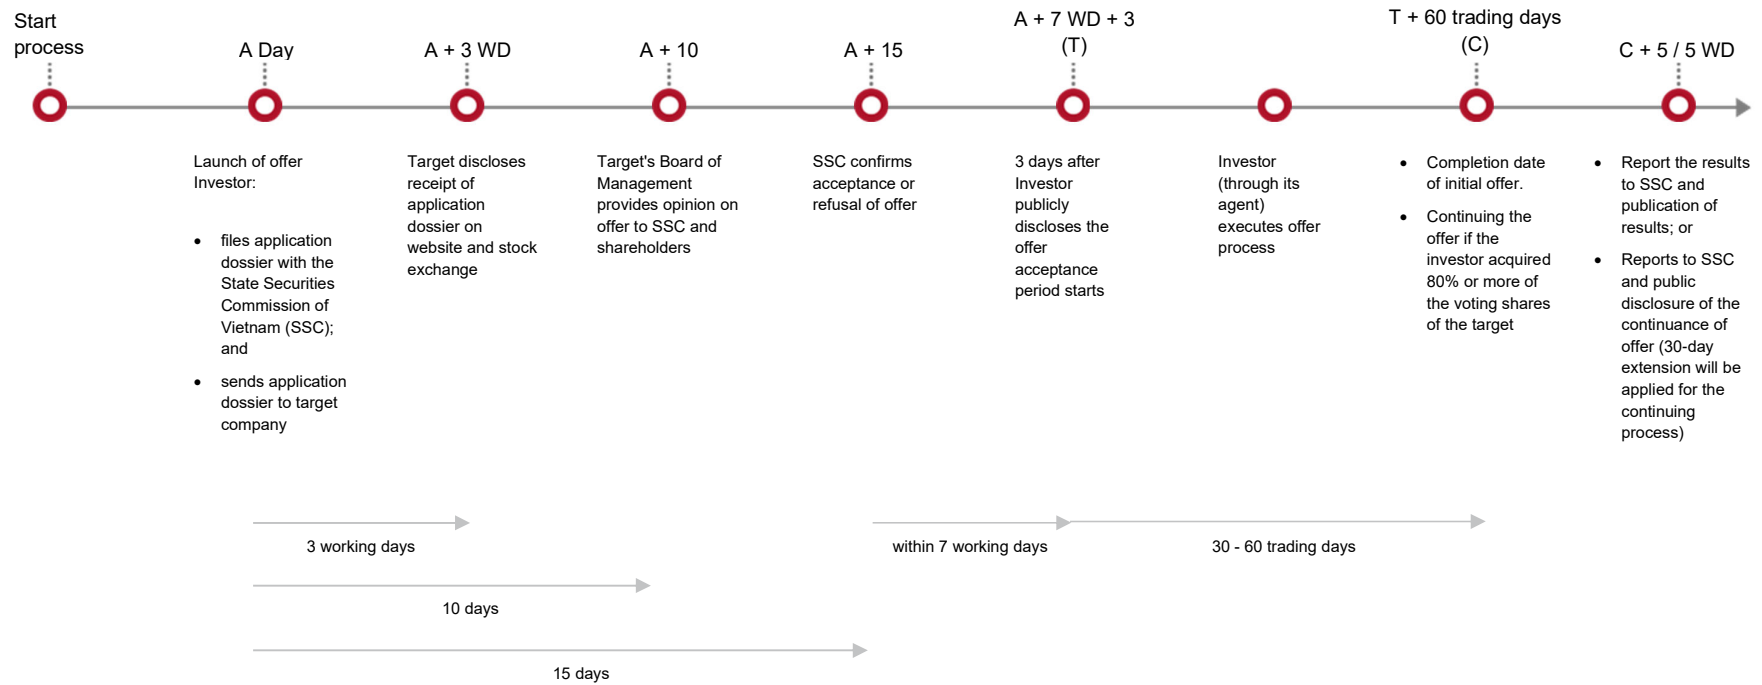 Start
process
A Day
A + 3 WD
A + 10
A + 15
A + 7 WD + 3
(T)
T + 60 trading days
(C)
C + 5 / 5 WD
Launch of offer
Investor:
• files application
dossier with the
State Securities
Commission of
Vietnam (SSC);
and
• sends application
dossier to target
company
Target discloses
receipt of
application
dossier on
website and stock
exchange
Target's Board of
Management
provides opinion on
offer to SSC and
shareholders
SSC confirms
acceptance or
refusal of offer
3 days after
Investor
publicly
discloses the
offer
acceptance
period starts
Investor
(through its
agent)
executes offer
process
• Completion date
of initial offer.
• Continuing the
offer if the
investor acquired
80% or more of
the voting shares
of the target
• Report the results
to SSC and
publication of
results; or
• Reports to SSC
and public
disclosure of the
continuance of
offer (30-day
extension will be
applied for the
continuing
process)
3 working days
within 7 working days
30 - 60 trading days
10 days
15 days